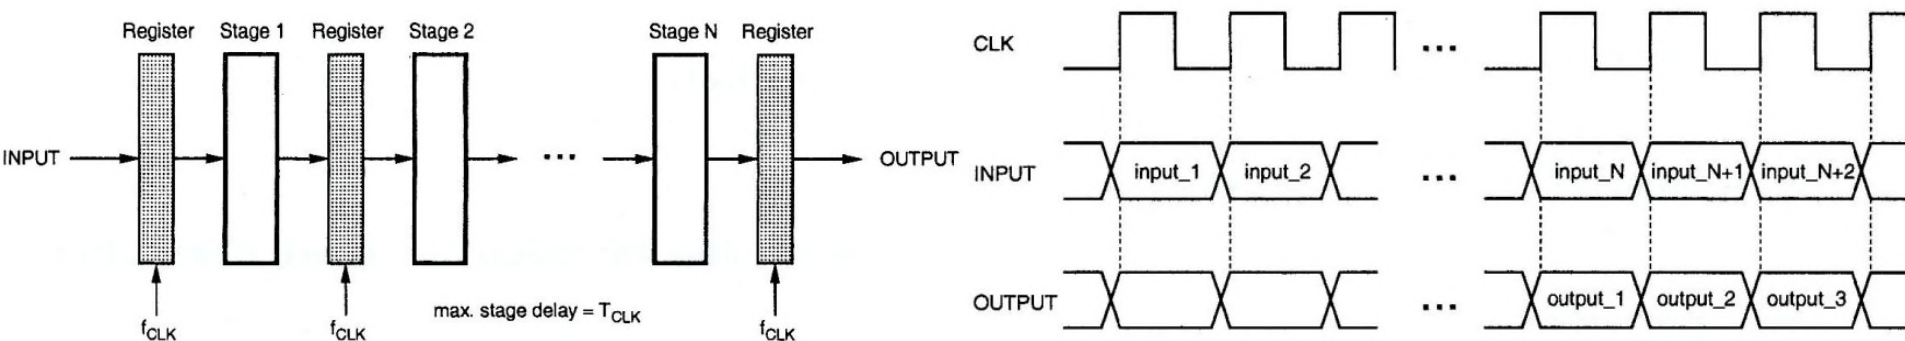 Register Stage 1 Register Stage 2 Stage N Register
INPUT ... OUTPUT
max. stage delay = T_CLK
f_CLK f_CLK f_CLK
CLK ...
INPUT input_1 input_2 ... input_N input_N+1 input_N+2
OUTPUT ... output_1 output_2 output_3